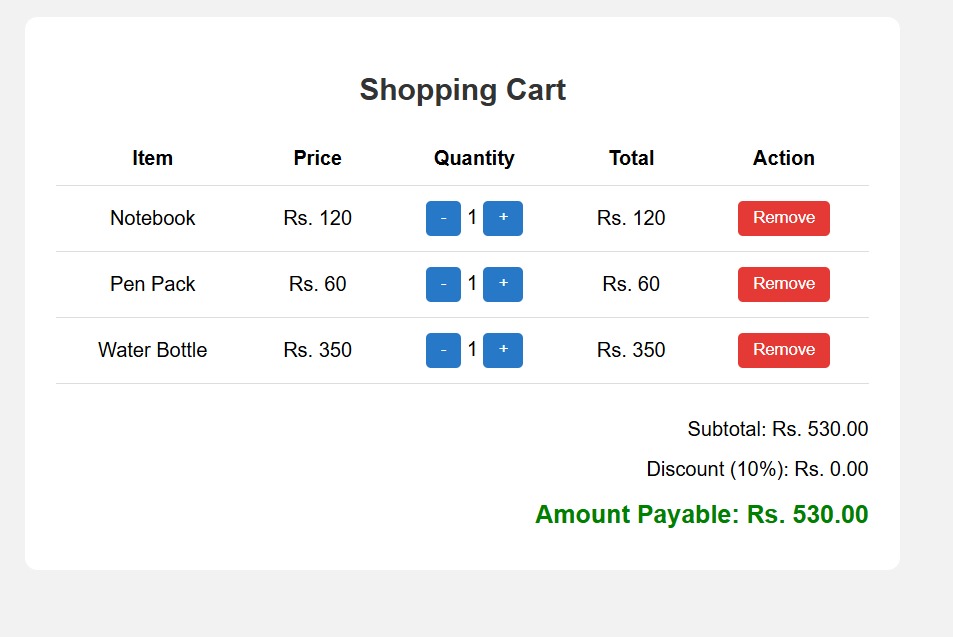 Shopping Cart
Item Price Quantity Total Action
Notebook Rs. 120 - 1 + Rs. 120 Remove
Pen Pack Rs. 60 - 1 + Rs. 60 Remove
Water Bottle Rs. 350 - 1 + Rs. 350 Remove
Subtotal: Rs. 530.00
Discount (10%): Rs. 0.00
Amount Payable: Rs. 530.00